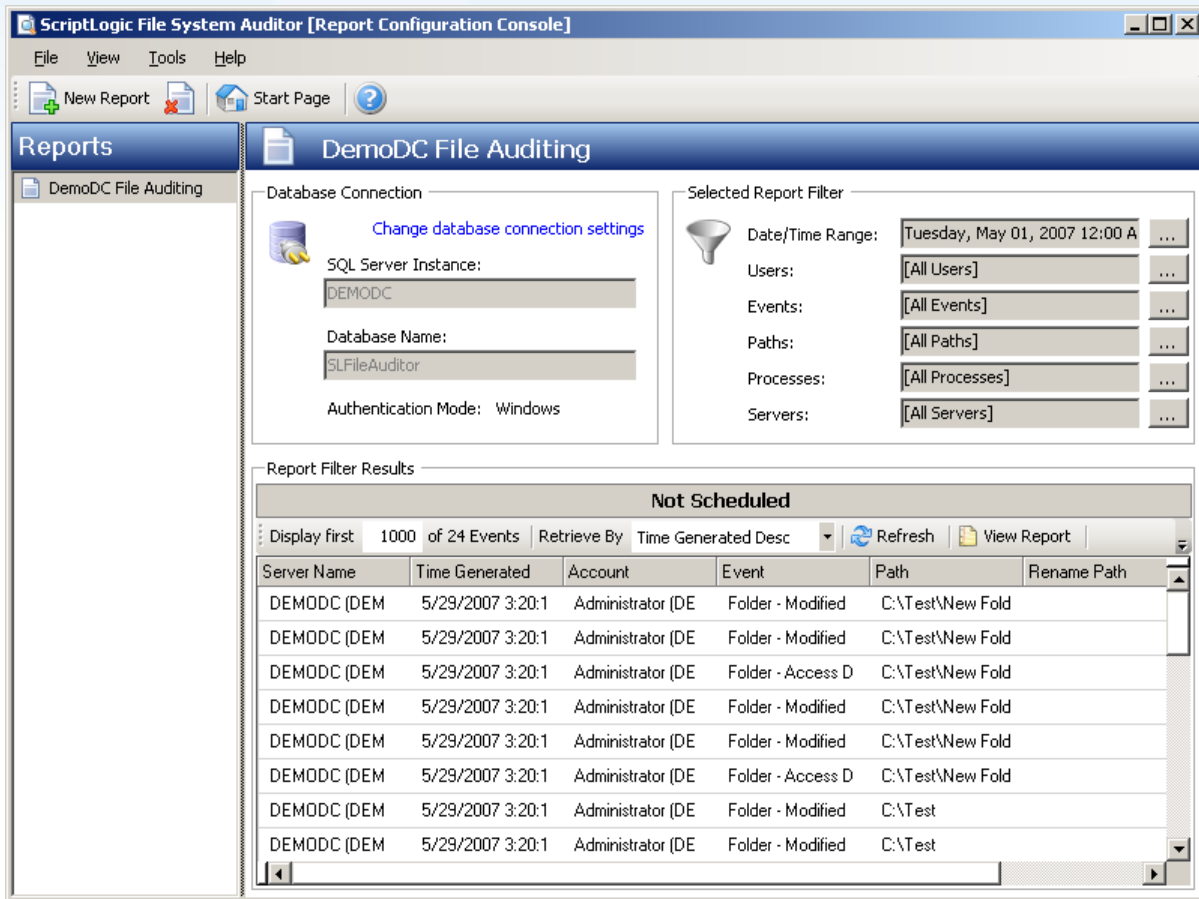 ScriptLogic File System Auditor [Report Configuration Console]
File View Tools Help
New Report Start Page
Reports
DemoDC File Auditing
DemoDC File Auditing
Database Connection
Change database connection settings
SQL Server Instance:
DEMODC
Database Name:
SLFileAuditor
Authentication Mode: Windows
Selected Report Filter
Date/Time Range: Tuesday, May 01, 2007 12:00 A ...
Users: [All Users] ...
Events: [All Events] ...
Paths: [All Paths] ...
Processes: [All Processes] ...
Servers: [All Servers] ...
Report Filter Results
Not Scheduled
Display first 1000 of 24 Events Retrieve By Time Generated Desc Refresh View Report
Server Name Time Generated Account Event Path Rename Path
DEMODC (DEM 5/29/2007 3:20:1 Administrator (DE Folder - Modified C:\Test\New Fold
DEMODC (DEM 5/29/2007 3:20:1 Administrator (DE Folder - Modified C:\Test\New Fold
DEMODC (DEM 5/29/2007 3:20:1 Administrator (DE Folder - Access D C:\Test\New Fold
DEMODC (DEM 5/29/2007 3:20:1 Administrator (DE Folder - Modified C:\Test\New Fold
DEMODC (DEM 5/29/2007 3:20:1 Administrator (DE Folder - Modified C:\Test\New Fold
DEMODC (DEM 5/29/2007 3:20:1 Administrator (DE Folder - Access D C:\Test\New Fold
DEMODC (DEM 5/29/2007 3:20:1 Administrator (DE Folder - Modified C:\Test
DEMODC (DEM 5/29/2007 3:20:1 Administrator (DE Folder - Modified C:\Test